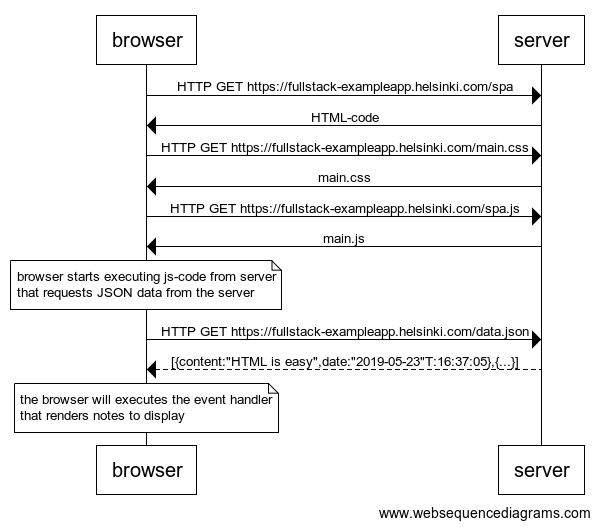 browser
server
HTTP GET https://fullstack-exampleapp.helsinki.com/spa
HTML-code
HTTP GET https://fullstack-exampleapp.helsinki.com/main.css
main.css
HTTP GET https://fullstack-exampleapp.helsinki.com/spa.js
main.js
browser starts executing js-code from server
that requests JSON data from the server
HTTP GET https://fullstack-exampleapp.helsinki.com/data.json
[{content:"HTML is easy",date:"2019-05-23"T:16:37:05},{...}]
the browser will executes the event handler
that renders notes to display
browser
server
www.websequencediagrams.com